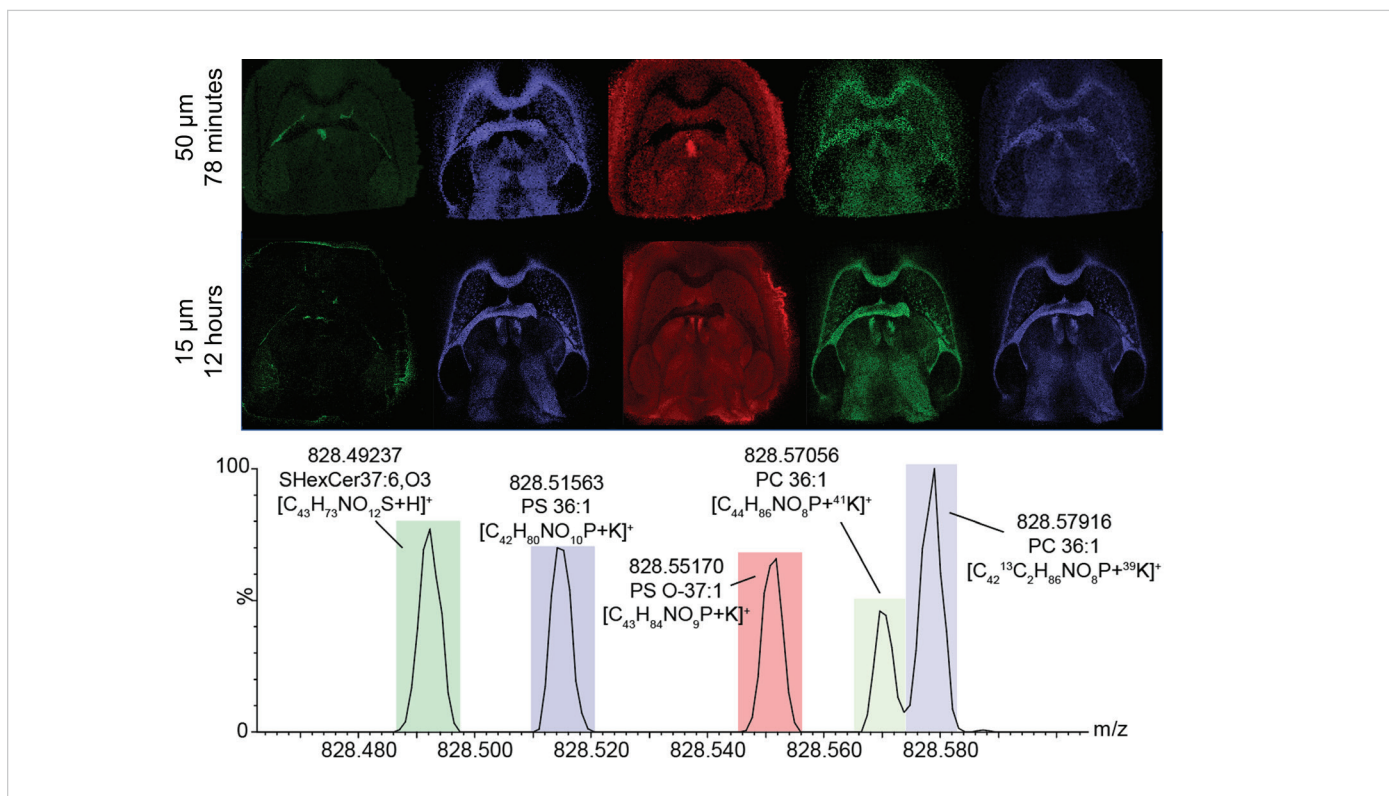 50 µm
78 minutes
15 µm
12 hours
828.49237
SHexCer37:6,O3
[C₄₃H₇₃NO₁₂S+H]⁺
828.51563
PS 36:1
[C₄₂H₈₀NO₁₀P+K]⁺
828.55170
PS O-37:1
[C₄₃H₈₄NO₉P+K]⁺
828.57056
PC 36:1
[C₄₄H₈₆NO₈P+⁴¹K]⁺
828.57916
PC 36:1
[C₄₂¹³C₂H₈₆NO₈P+³⁹K]⁺
100
%
0
m/z
828.480
828.500
828.520
828.540
828.560
828.580